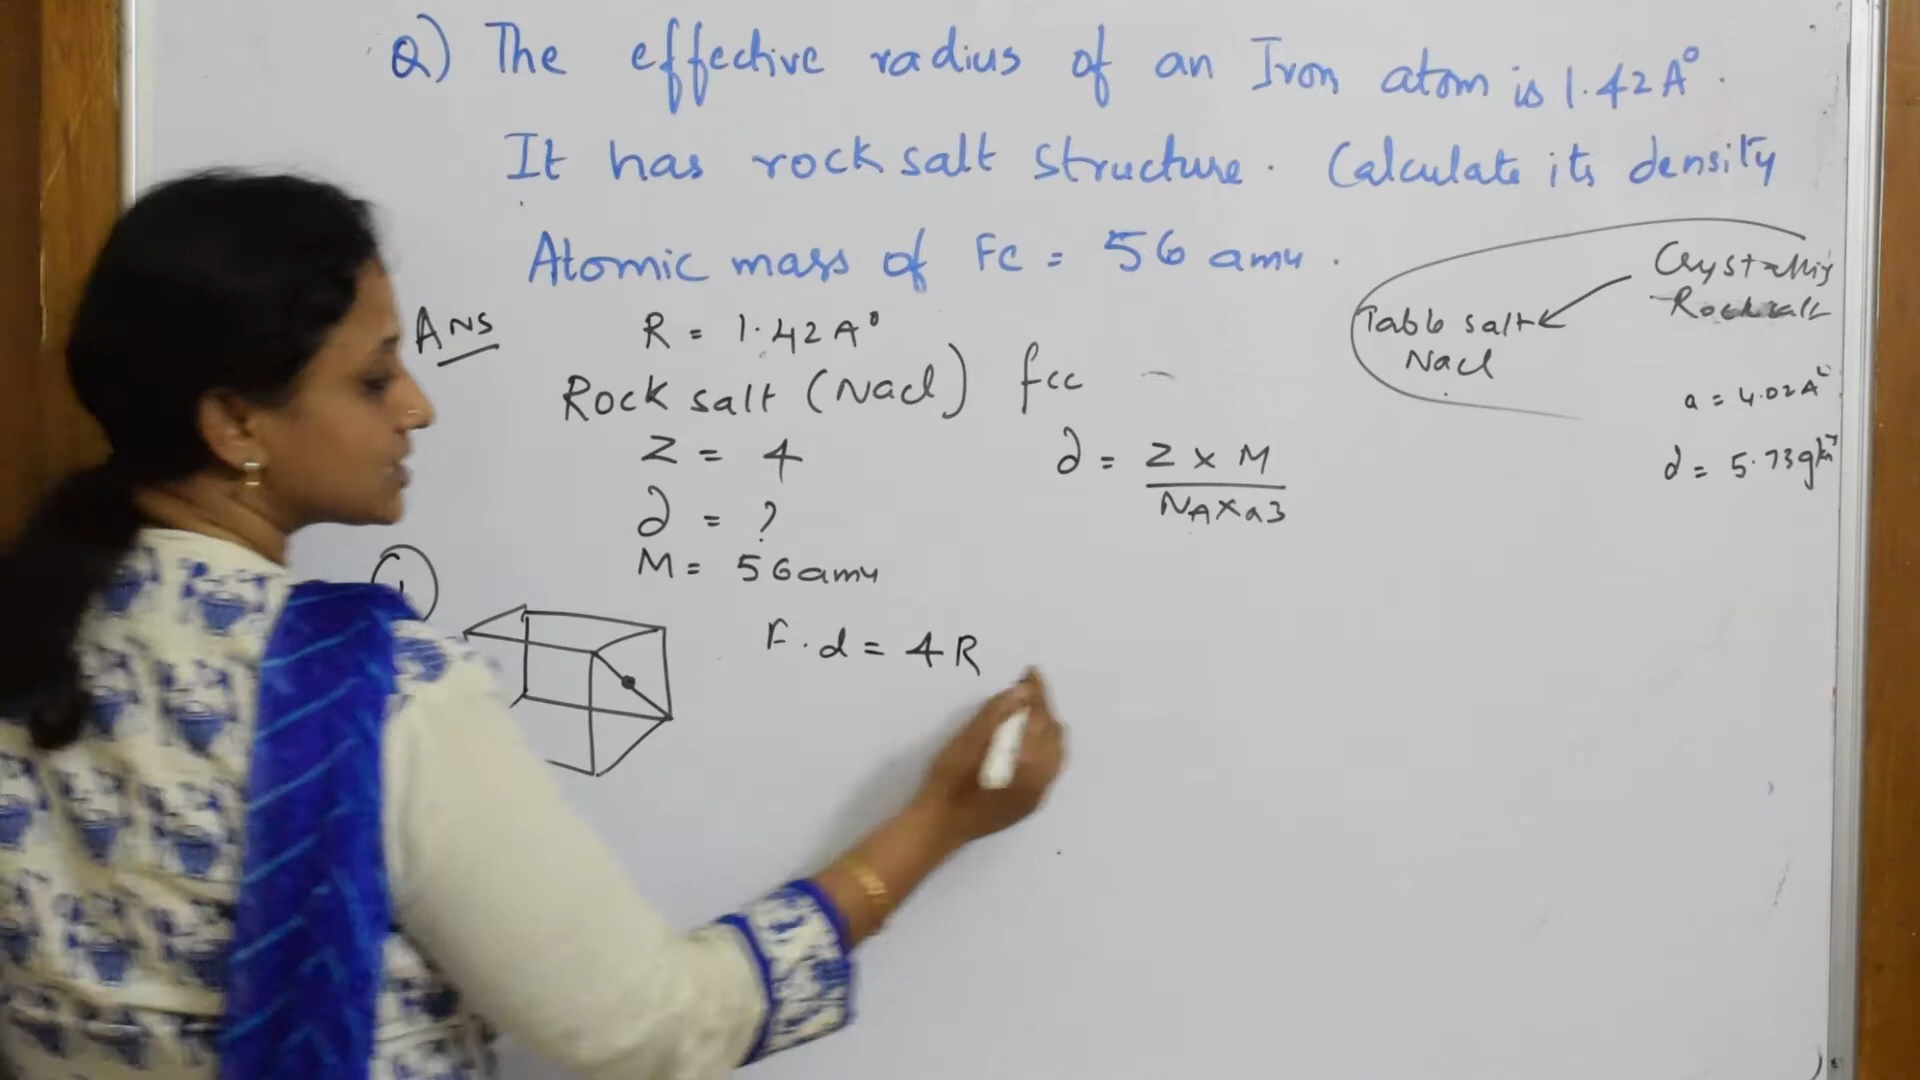 Q) The effective radius of an Iron atom is 1.42 A°.
It has rock salt structure. Calculate its density
Atomic mass of Fe = 56 amu.
Ans
R = 1.42 A°
Rock salt (Nacl) fcc
Z = 4
∂ = ?
M = 56 amu
∂ = Z x M
NA x a3
F.d = 4R
Table salt
Nacl
Rock salt
a = 4.02 A°
d = 5.73